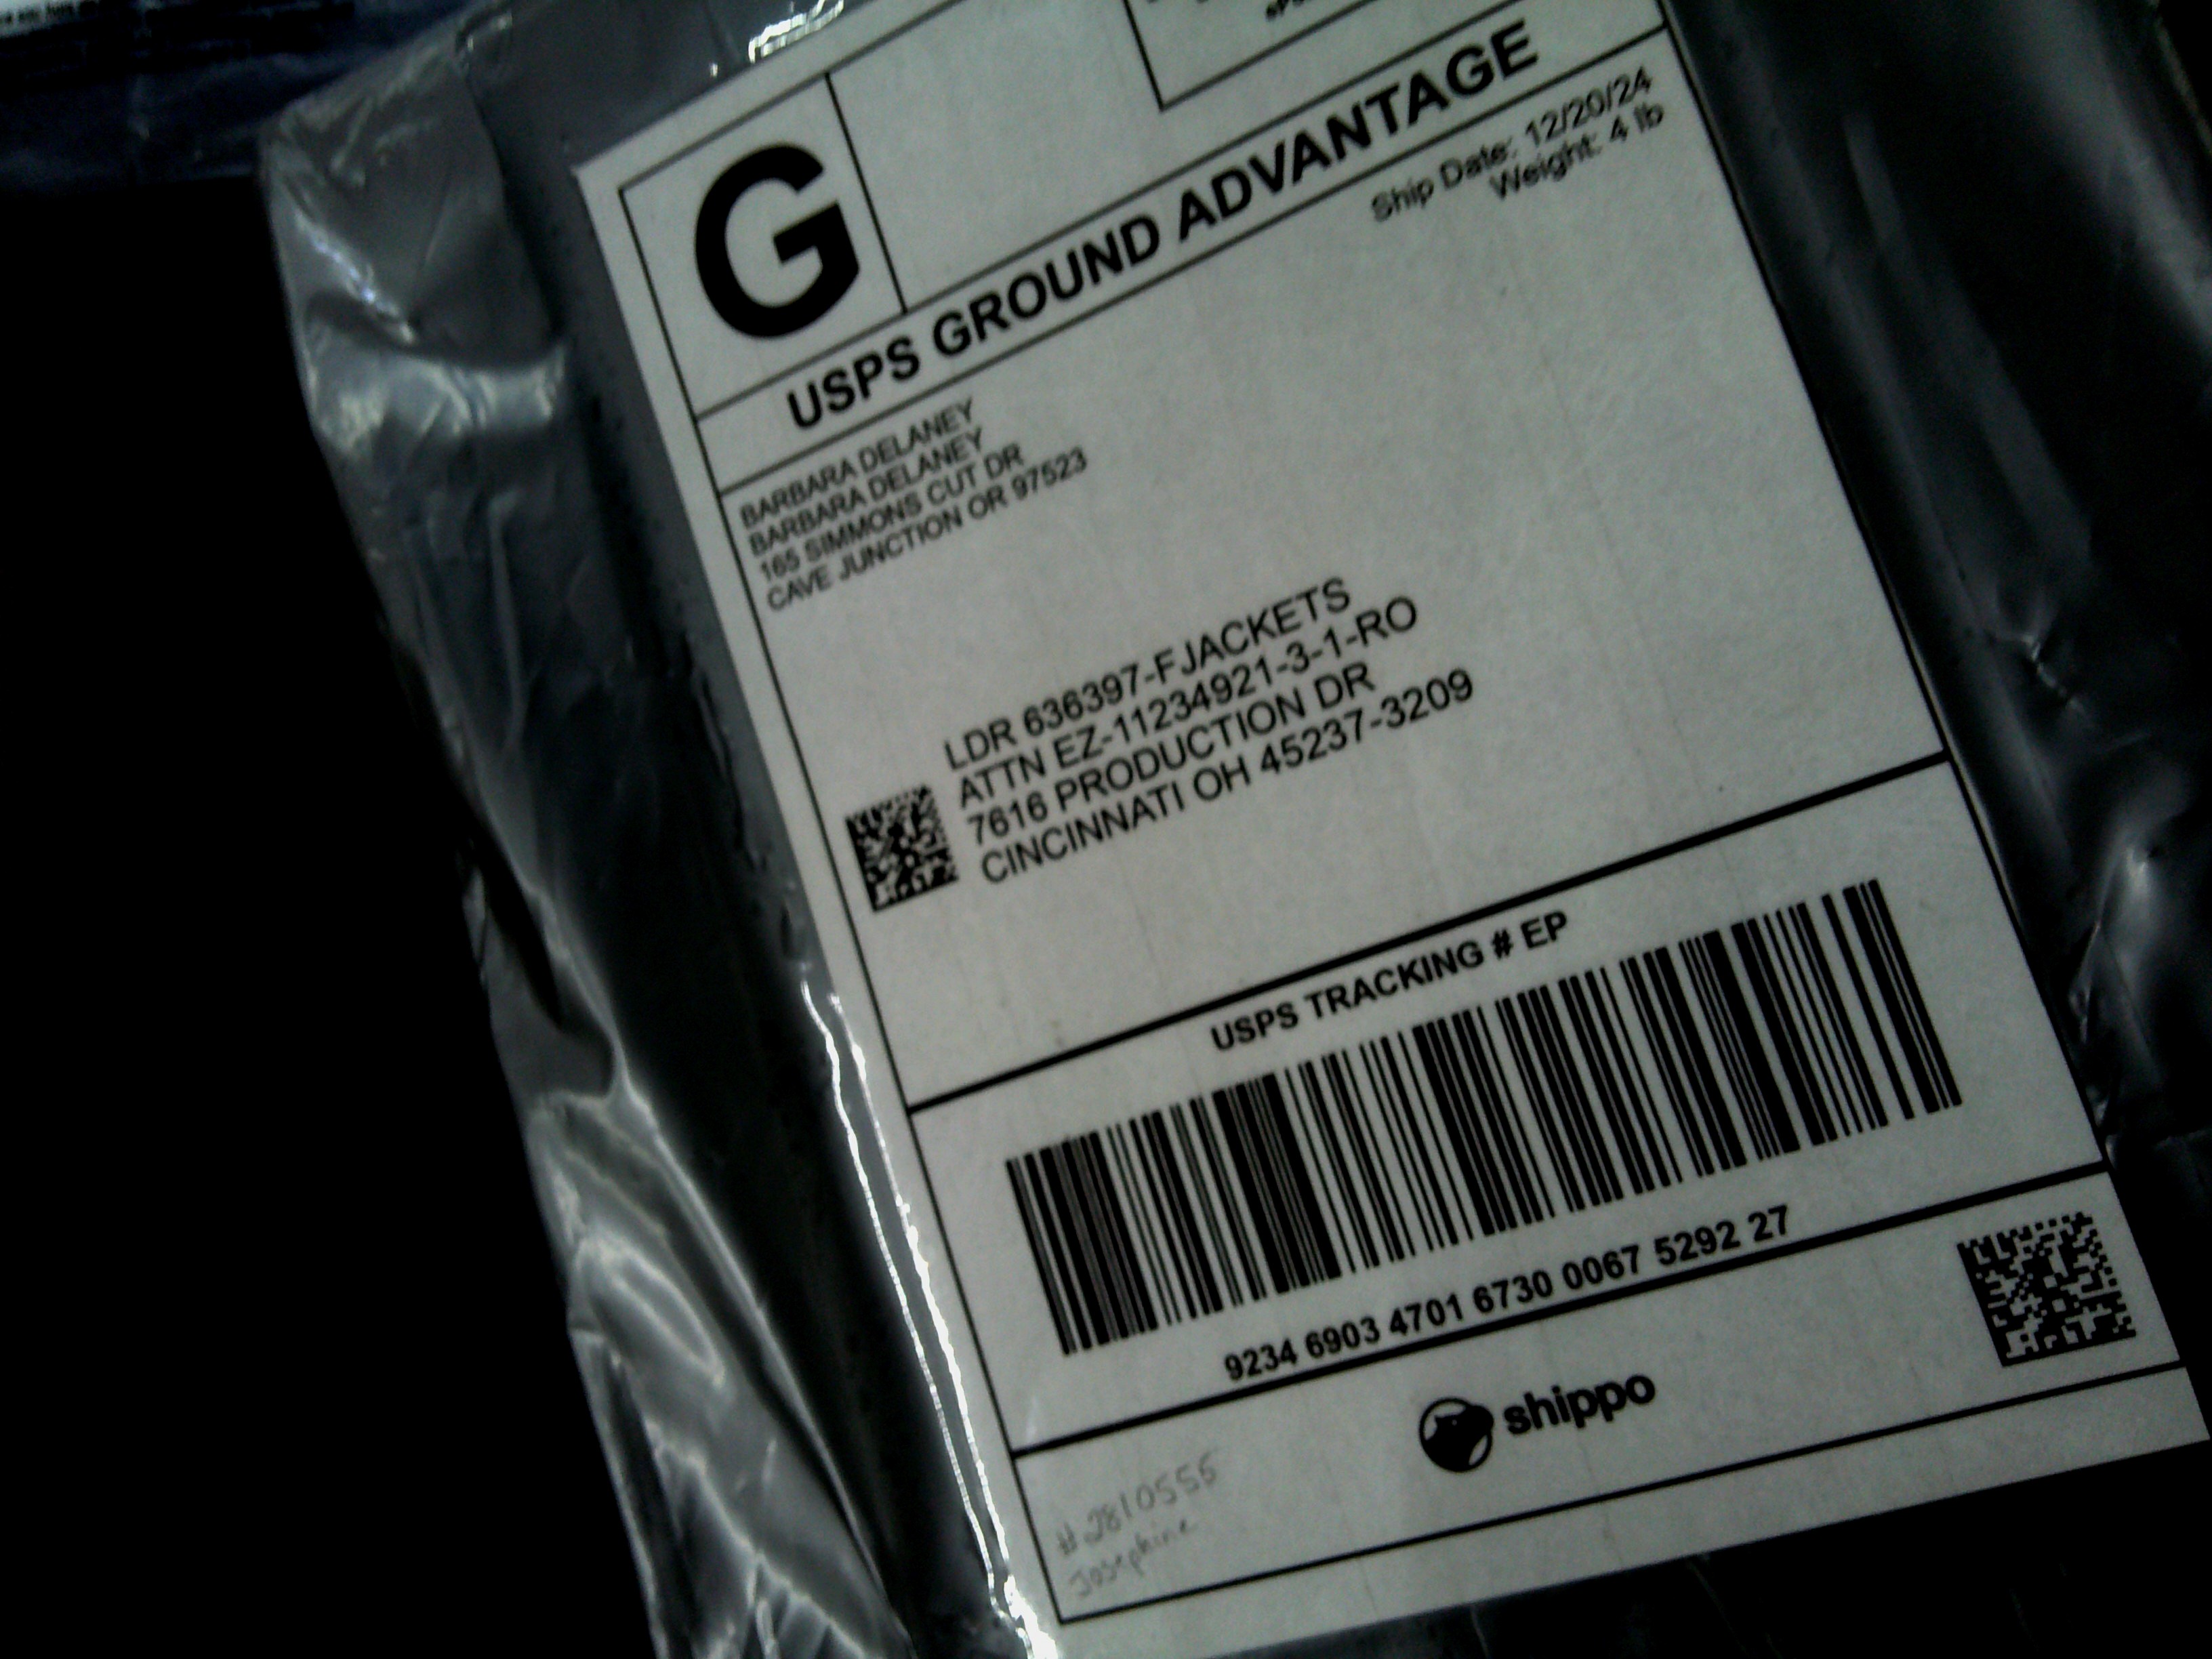 G
USPS GROUND ADVANTAGE
Ship Date: 12/20/24
Weight: 4 lb
BARBARA DELANEY
BARBARA DELANEY
165 SIMMONS CUT DR
CAVE JUNCTION OR 97523
LDR 636397-FJACKETS
ATTN EZ-11234921-3-1-RO
7616 PRODUCTION DR
CINCINNATI OH 45237-3209
USPS TRACKING # EP
9234 6903 4701 6730 0067 5292 27
shippo
#2810555
Josephine